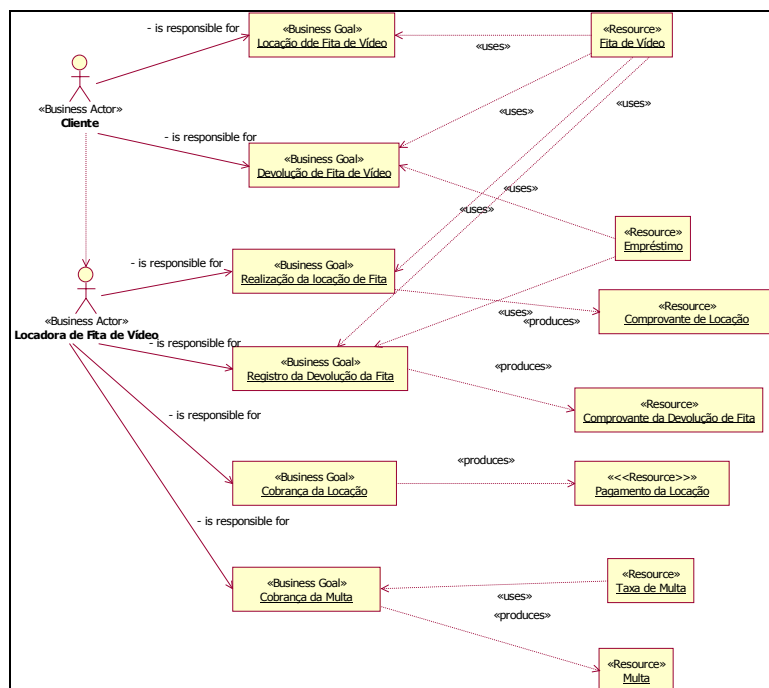 - is responsible for
«Business Goal»
Locação dde Fita de Vídeo
«uses»
«Resource»
Fita de Vídeo
«Business Actor»
Cliente
«uses»
«uses»
- is responsible for
«Business Goal»
Devolução de Fita de Vídeo
«uses»
«uses»
«Resource»
Empréstimo
- is responsible for
«Business Goal»
Realização da locação de Fita
«Business Actor»
Locadora de Fita de Vídeo
«uses»
«produces»
«Resource»
Comprovante de Locação
- is responsible for
«Business Goal»
Registro da Devolução da Fita
«produces»
«Resource»
Comprovante da Devolução de Fita
- is responsible for
«Business Goal»
Cobrança da Locação
«produces»
«<<Resource>>»
Pagamento da Locação
- is responsible for
«Business Goal»
Cobrança da Multa
«uses»
«Resource»
Taxa de Multa
«produces»
«Resource»
Multa